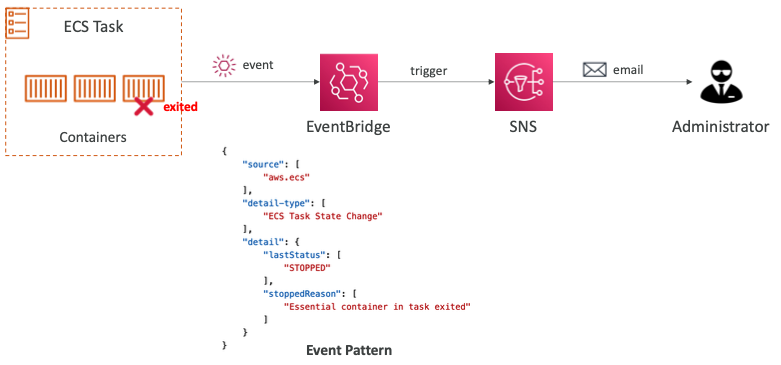 ECS Task
exited
Containers
event
EventBridge
trigger
SNS
email
Administrator
{
"source": [
"aws.ecs"
],
"detail-type": [
"ECS Task State Change"
],
"detail": {
"lastStatus": [
"STOPPED"
],
"stoppedReason": [
"Essential container in task exited"
]
}
}
Event Pattern